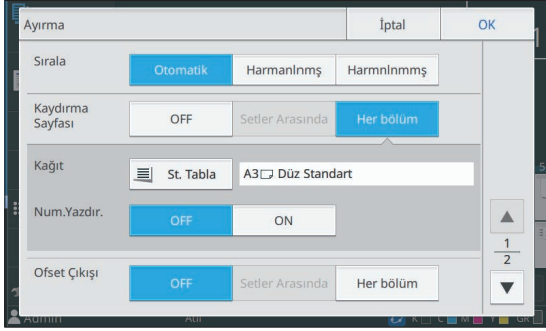 Ayırma İptal OK
Sırala Otomatik Harmanlnmş Harmnlnmmş
Kaydırma Sayfası OFF Setler Arasında Her bölüm
Kağıt St. Tabla A3 Düz Standart
Num.Yazdır. OFF ON
1
2
Ofset Çıkışı OFF Setler Arasında Her bölüm
Admin Atıl K C M Y GR